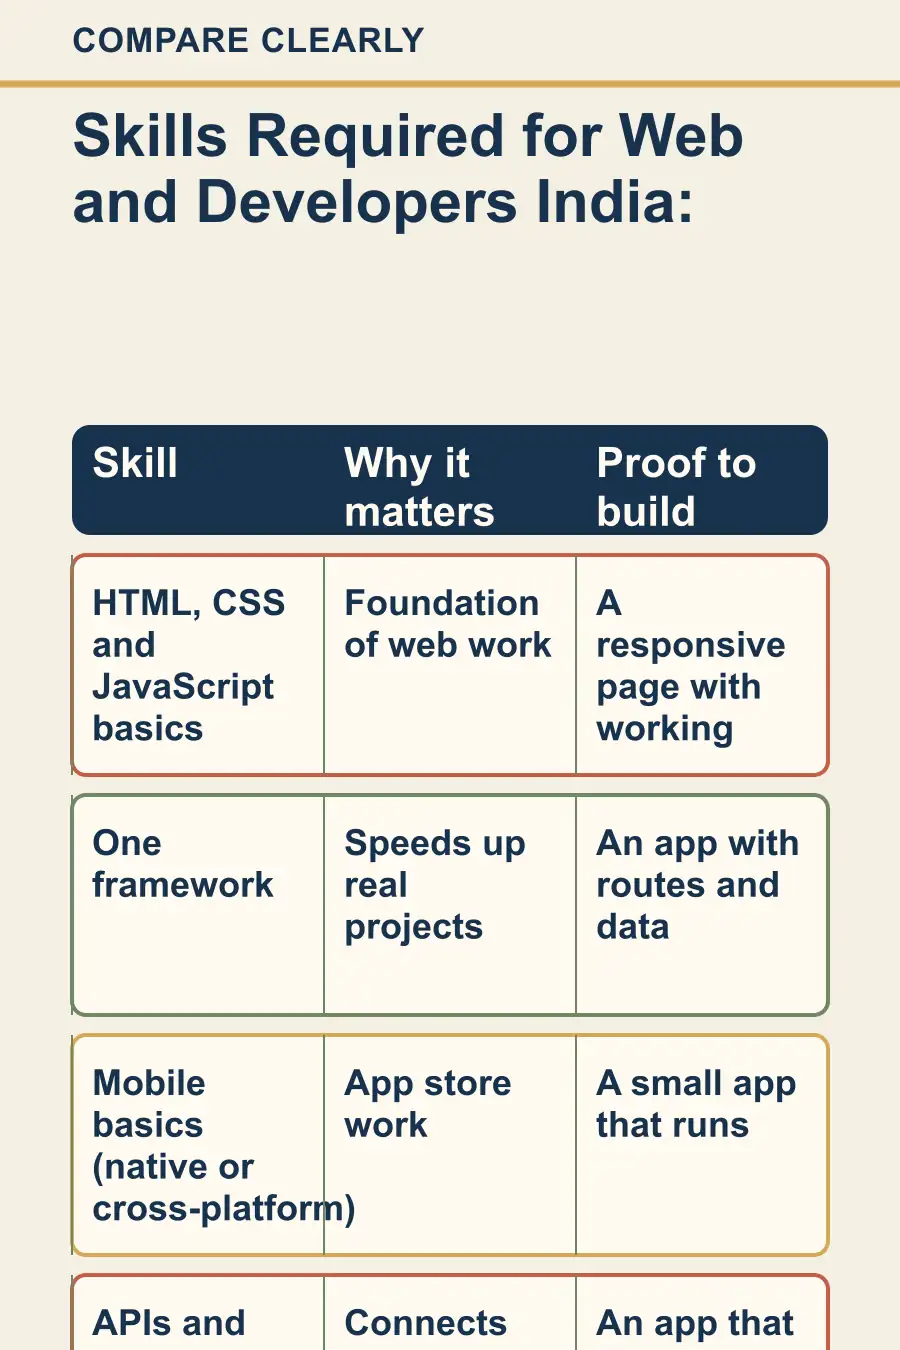 COMPARE CLEARLY
Skills Required for Web
and Developers India:
Skill
Why it
matters
Proof to
build
HTML, CSS
and
JavaScript
basics
Foundation
of web work
A
responsive
page with
working
One
framework
Speeds up
real
projects
An app with
routes and
data
Mobile
basics
(native or
cross-platform)
App store
work
A small app
that runs
APIs and
Connects
An app that